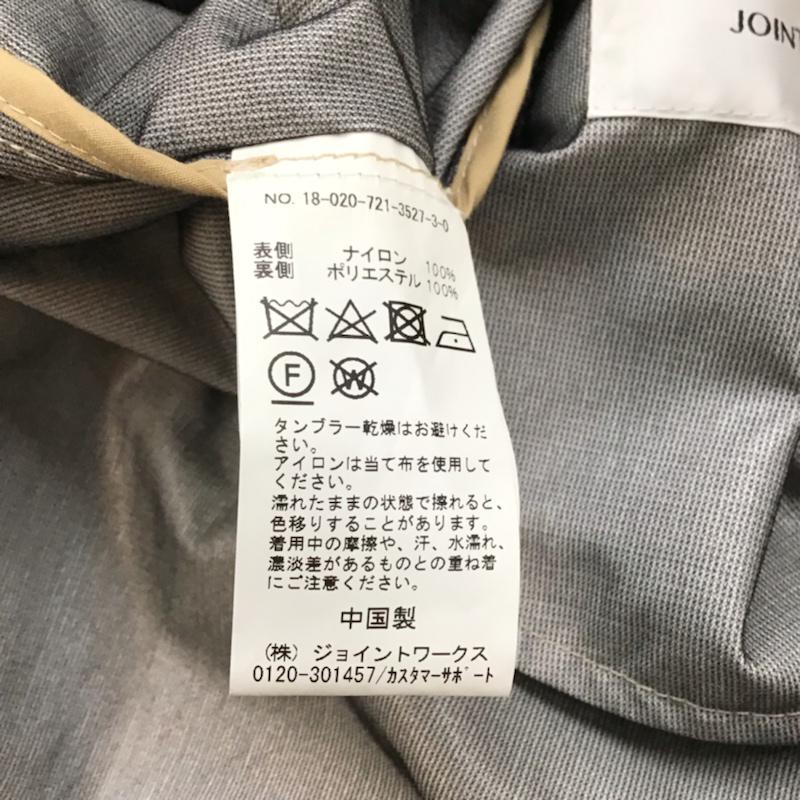 JOINT
NO. 18-020-721-3527-3-0
表側 ナイロン 100%
裏側 ポリエステル 100%
F W
タンブラー乾燥はお避けくだ
さい。
アイロンは当て布を使用して
ください。
濡れたままの状態で擦れると、
色移りすることがあります。
着用中の摩擦や、汗、水濡れ、
濃淡差があるものとの重ね着
にご注意ください。
中国製
(株) ジョイントワークス
0120-301457/ｶｽﾀﾏｰｻﾎﾟｰﾄ